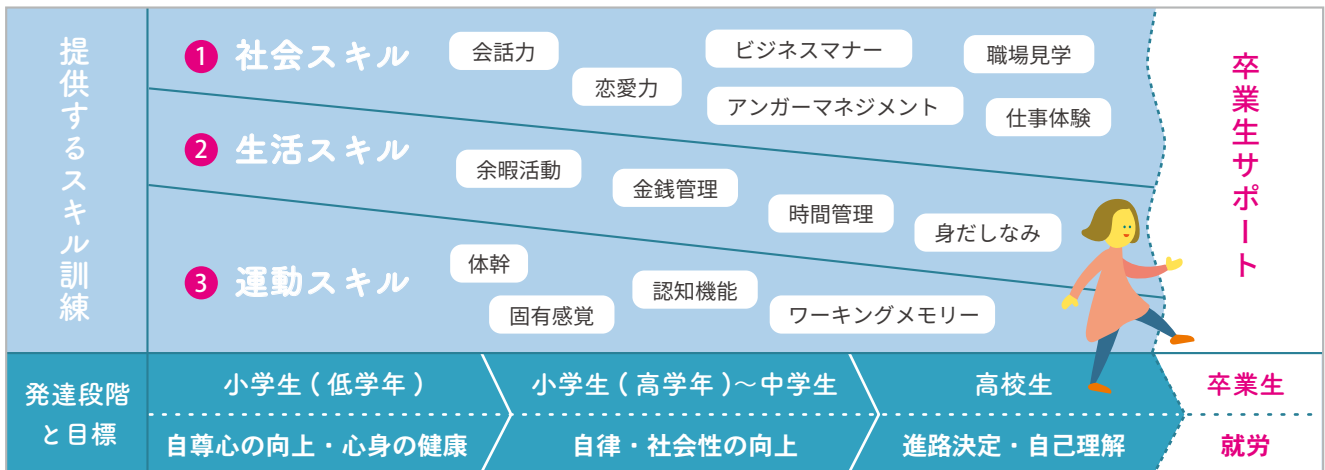 提供するスキル訓練
1 社会スキル
会話力
恋愛力
ビジネスマナー
アンガーマネジメント
職場見学
仕事体験
2 生活スキル
余暇活動
金銭管理
時間管理
身だしなみ
3 運動スキル
体幹
固有感覚
認知機能
ワーキングメモリー
卒業生サポート
発達段階
と目標
小学生(低学年)
自尊心の向上・心身の健康
小学生(高学年)〜中学生
自律・社会性の向上
高校生
進路決定・自己理解
卒業生
就労